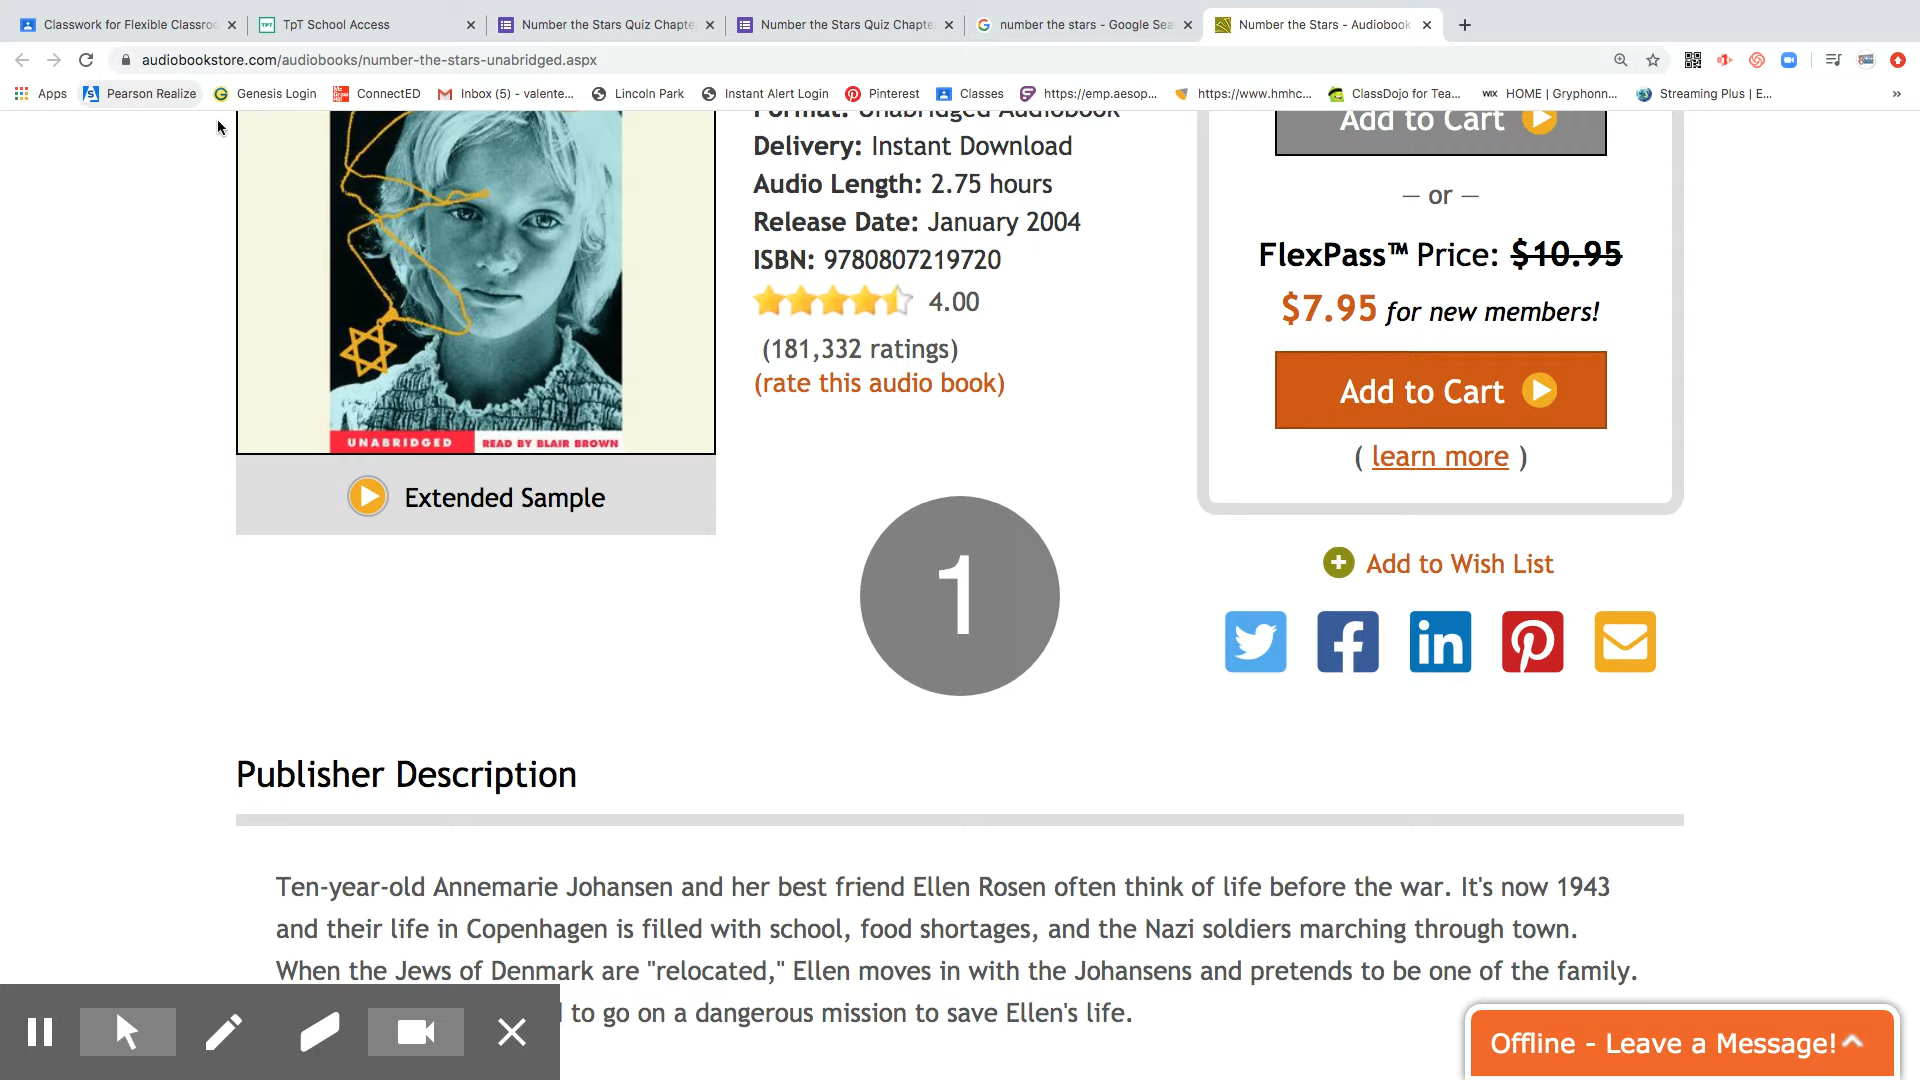 Classwork for Flexible Classroo
TpT School Access
Number the Stars Quiz Chapte
Number the Stars Quiz Chapte
number the stars - Google Sea
Number the Stars - Audiobook
audiobookstore.com/audiobooks/number-the-stars-unabridged.aspx
Apps
Pearson Realize
Genesis Login
ConnectED
Inbox (5) - valente...
Lincoln Park
Instant Alert Login
Pinterest
Classes
https://emp.aesop...
https://www.hmhc...
ClassDojo for Tea...
WIX HOME | Gryphonn...
Streaming Plus | E...
»
Format: Unabridged Audiobook
Delivery: Instant Download
Audio Length: 2.75 hours
Release Date: January 2004
ISBN: 9780807219720
4.00
(181,332 ratings)
(rate this audio book)
UNABRIDGED READ BY BLAIR BROWN
Extended Sample
Add to Cart
— or —
FlexPass™ Price: $10.95
$7.95 for new members!
Add to Cart
( learn more )
Add to Wish List
1
Publisher Description
Ten-year-old Annemarie Johansen and her best friend Ellen Rosen often think of life before the war. It's now 1943
and their life in Copenhagen is filled with school, food shortages, and the Nazi soldiers marching through town.
When the Jews of Denmark are "relocated," Ellen moves in with the Johansens and pretends to be one of the family.
to go on a dangerous mission to save Ellen's life.
Offline - Leave a Message!